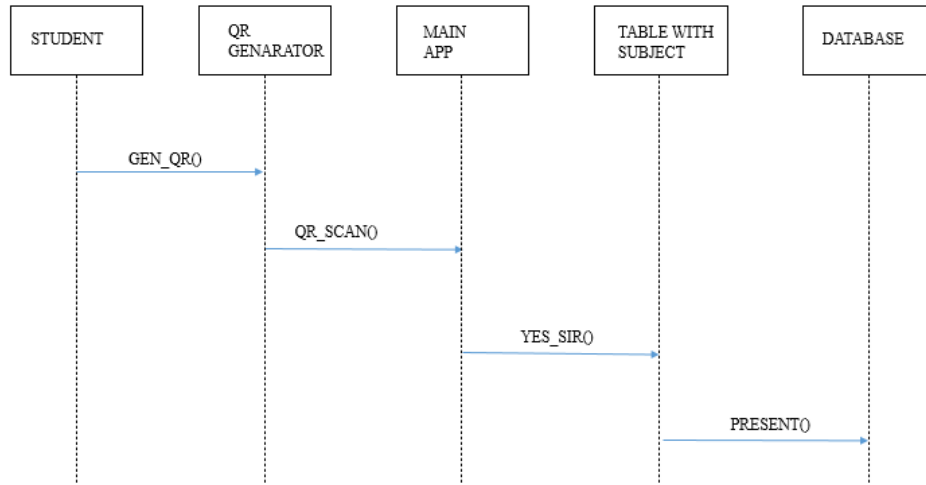 STUDENT
QR
GENARATOR
MAIN
APP
TABLE WITH
SUBJECT
DATABASE
GEN_QR()
QR_SCAN()
YES_SIR()
PRESENT()